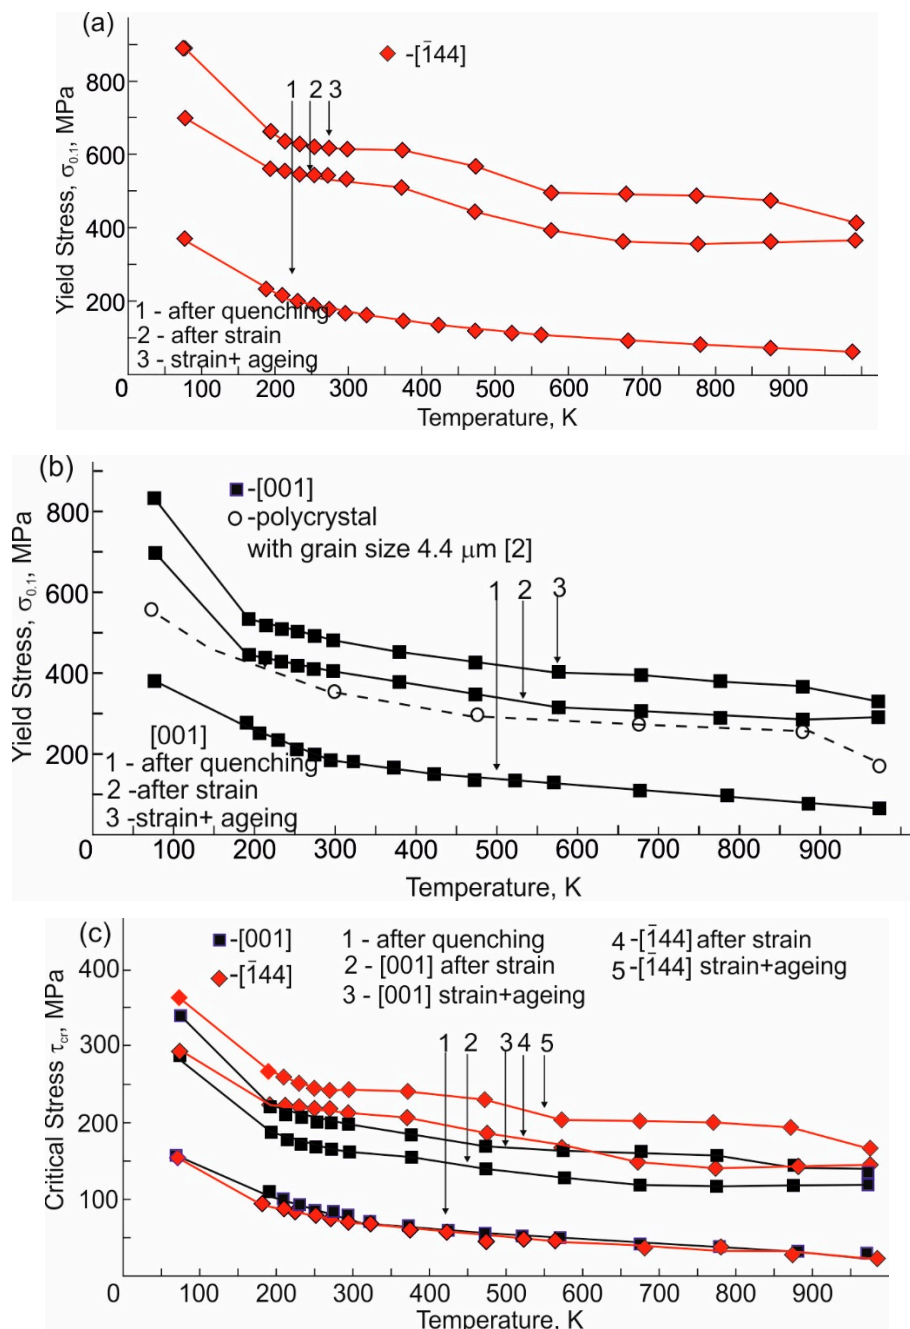 (a)
-[1̄44]
1 2 3
800
600
400
200
Yield Stress, σ0.1, MPa
1 - after quenching
2 - after strain
3 - strain+ ageing
0 100 200 300 400 500 600 700 800 900
Temperature, K
(b)
-[001]
-polycrystal
with grain size 4.4 μm [2]
1 2 3
800
600
400
200
Yield Stress, σ0.1, MPa
[001]
1 - after quenching
2 -after strain
3 -strain+ ageing
0 100 200 300 400 500 600 700 800 900
Temperature, K
(c)
-[001]
-[1̄44]
1 - after quenching
2 - [001] after strain
3 - [001] strain+ageing
4 -[1̄44] after strain
5 -[1̄44] strain+ageing
1 2 3 4 5
400
300
200
100
Critical Stress τcr, MPa
0 100 200 300 400 500 600 700 800 900
Temperature, K